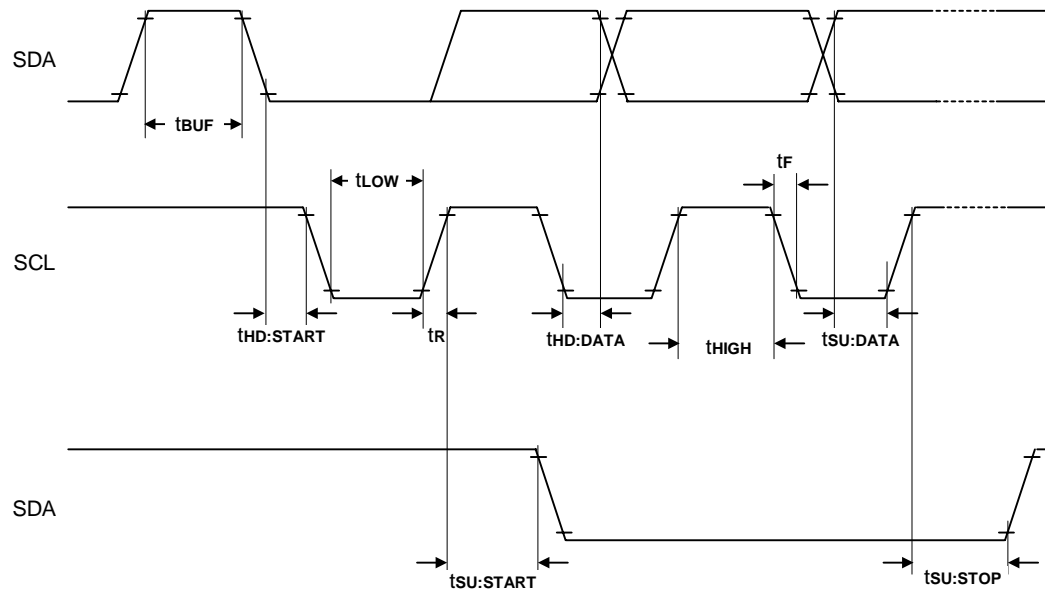 SDA
tBUF
tLOW
tF
SCL
tHD:START
tR
tHD:DATA
tHIGH
tSU:DATA
SDA
tSU:START
tSU:STOP